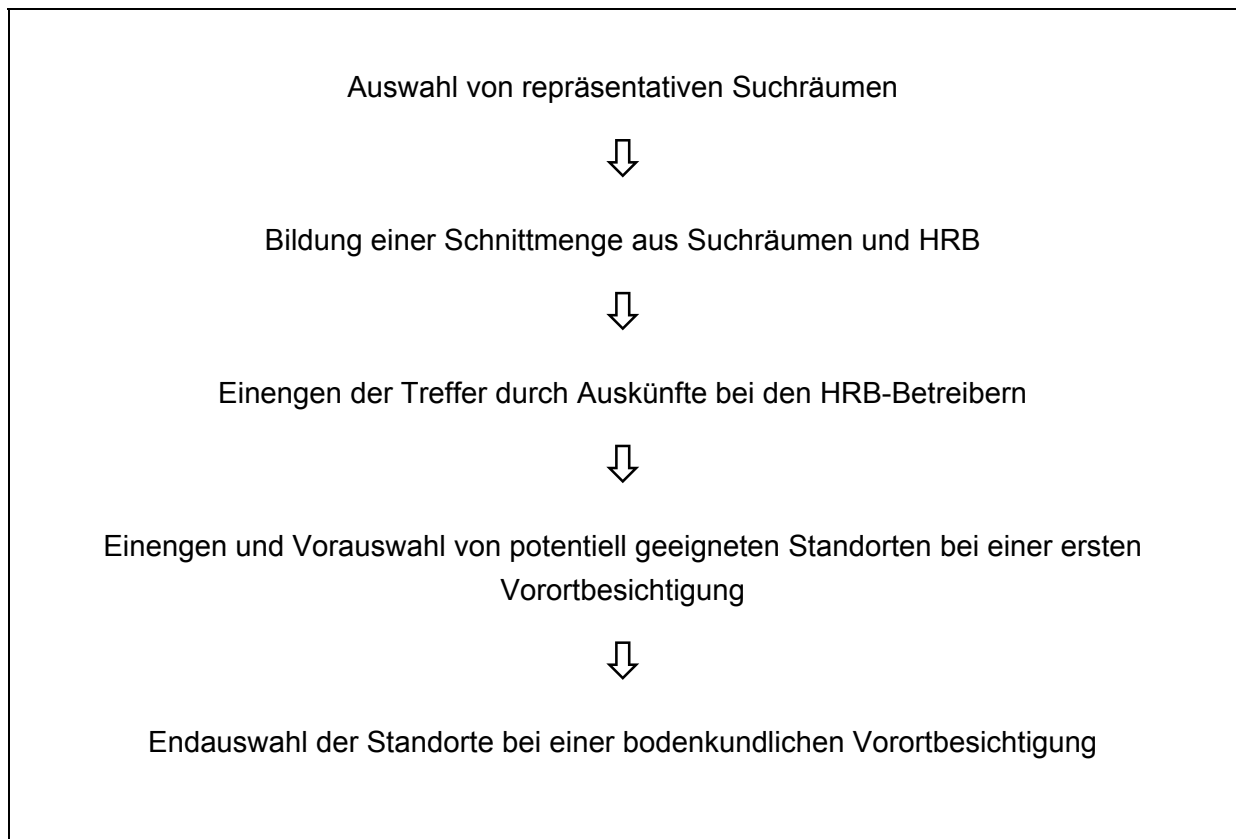 Auswahl von repräsentativen Suchräumen
Bildung einer Schnittmenge aus Suchräumen und HRB
Einengen der Treffer durch Auskünfte bei den HRB-Betreibern
Einengen und Vorauswahl von potentiell geeigneten Standorten bei einer ersten
Vorortbesichtigung
Endauswahl der Standorte bei einer bodenkundlichen Vorortbesichtigung